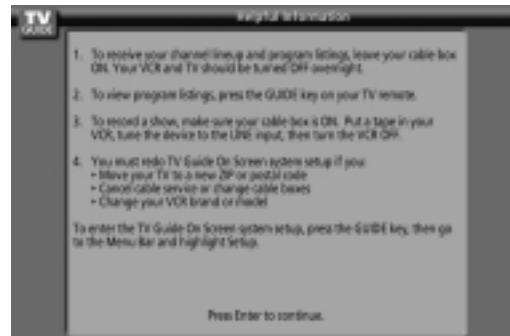 TV
GUIDE
Helpful Information
1. To receive your channel lineup and program listings, leave your cable box
ON. Your VCR and TV should be turned OFF overnight.
2. To view program listings, press the GUIDE key on your TV remote.
3. To record a show, make sure your cable box is ON. Put a tape in your
VCR, tune the device to the LINE input, then turn the VCR OFF.
4. You must redo TV Guide On Screen system setup if you:
• Move your TV to a new ZIP or postal code
• Cancel cable service or change cable boxes
• Change your VCR brand or model
To enter the TV Guide On Screen system setup, press the GUIDE key, then go
to the Menu Bar and highlight Setup.
Press Enter to continue.